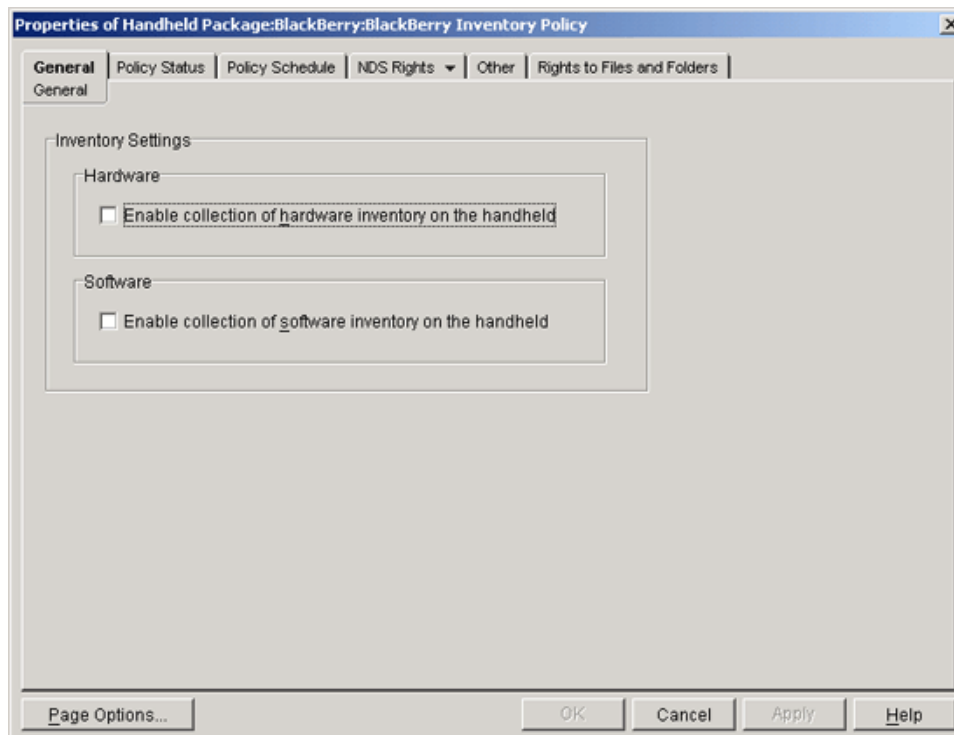 Properties of Handheld Package:BlackBerry:BlackBerry Inventory Policy
General Policy Status Policy Schedule NDS Rights Other Rights to Files and Folders
General
Inventory Settings
Hardware
Enable collection of hardware inventory on the handheld
Software
Enable collection of software inventory on the handheld
Page Options... OK Cancel Apply Help